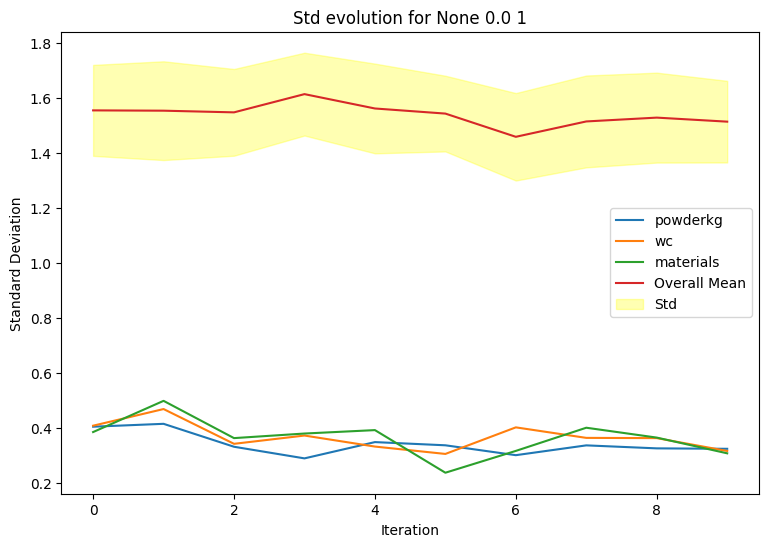 Std evolution for None 0.0 1
Standard Deviation
1.8
1.6
1.4
1.2
1.0
0.8
0.6
0.4
0.2
powderkg
wc
materials
Overall Mean
Std
0 2 4 6 8
Iteration